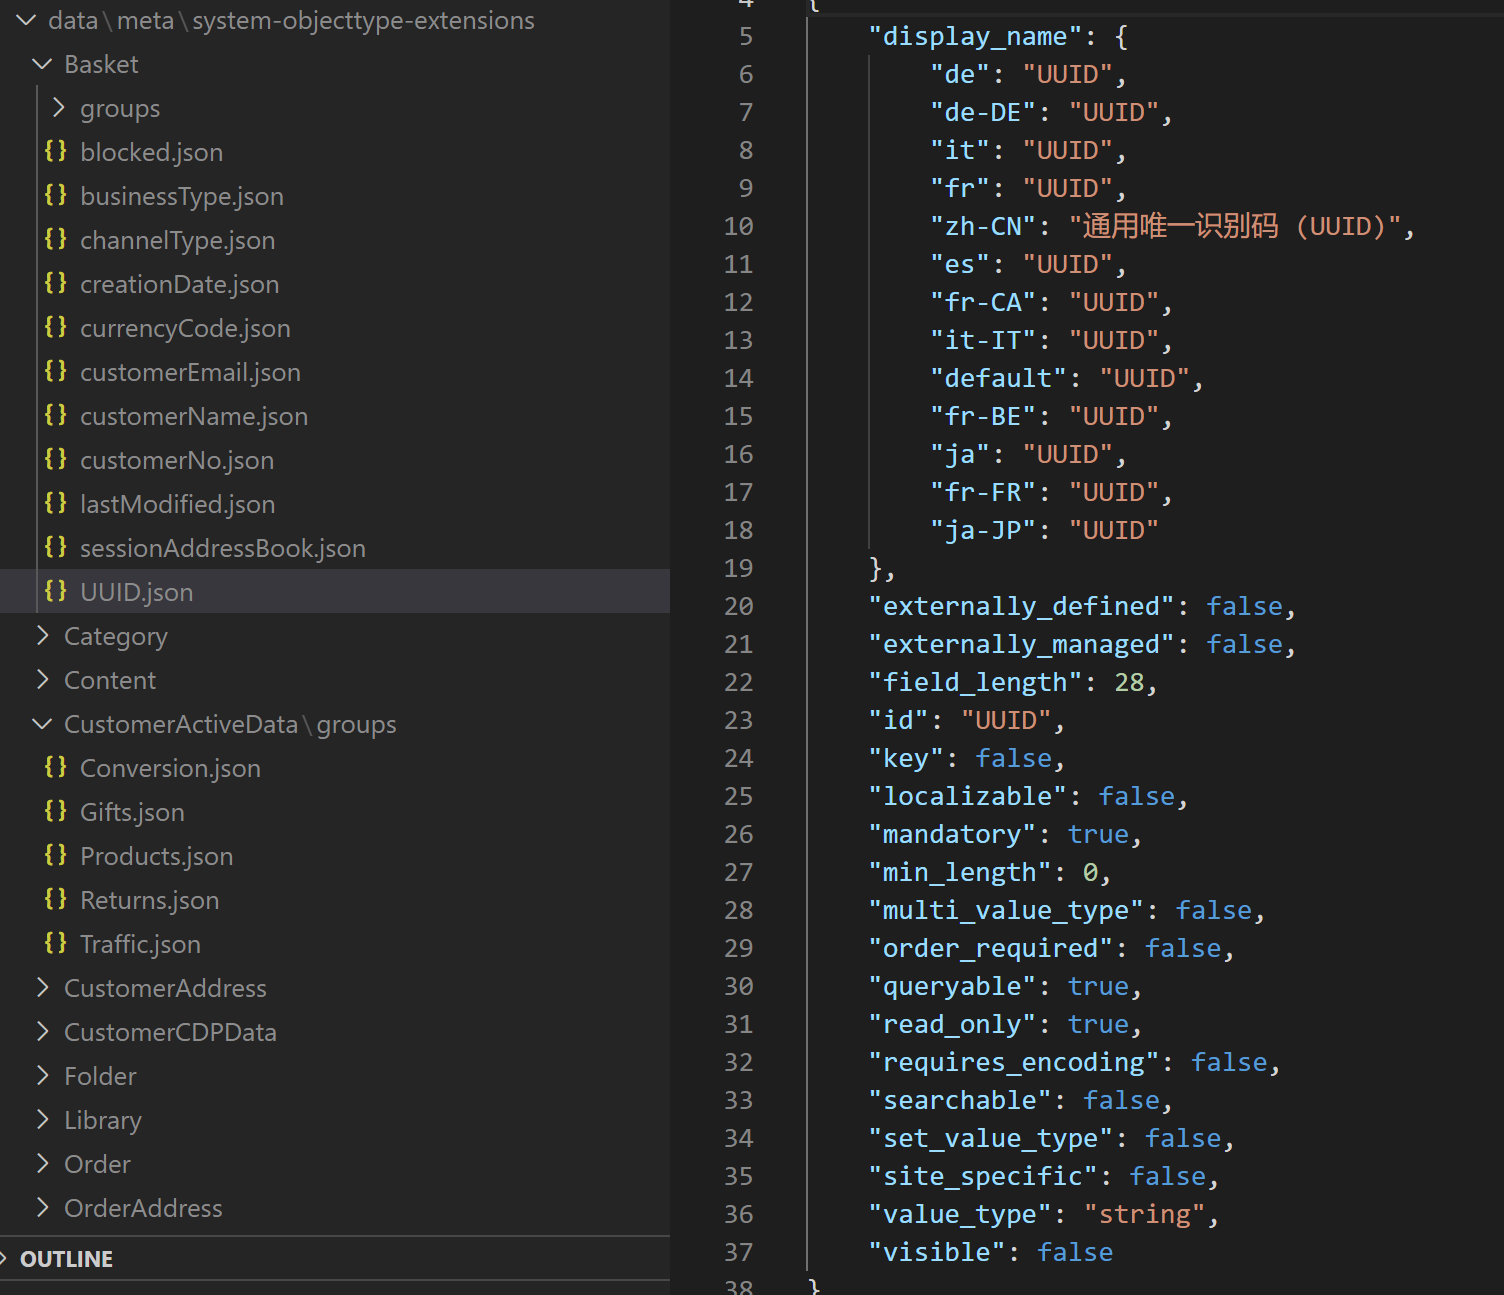 data\meta\system-objecttype-extensions
Basket
groups
blocked.json
businessType.json
channelType.json
creationDate.json
currencyCode.json
customerEmail.json
customerName.json
customerNo.json
lastModified.json
sessionAddressBook.json
UUID.json
Category
Content
CustomerActiveData\groups
Conversion.json
Gifts.json
Products.json
Returns.json
Traffic.json
CustomerAddress
CustomerCDPData
Folder
Library
Order
OrderAddress
OUTLINE
4 {
5 "display_name": {
6 "de": "UUID",
7 "de-DE": "UUID",
8 "it": "UUID",
9 "fr": "UUID",
10 "zh-CN": "通用唯一识别码 (UUID)",
11 "es": "UUID",
12 "fr-CA": "UUID",
13 "it-IT": "UUID",
14 "default": "UUID",
15 "fr-BE": "UUID",
16 "ja": "UUID",
17 "fr-FR": "UUID",
18 "ja-JP": "UUID"
19 },
20 "externally_defined": false,
21 "externally_managed": false,
22 "field_length": 28,
23 "id": "UUID",
24 "key": false,
25 "localizable": false,
26 "mandatory": true,
27 "min_length": 0,
28 "multi_value_type": false,
29 "order_required": false,
30 "queryable": true,
31 "read_only": true,
32 "requires_encoding": false,
33 "searchable": false,
34 "set_value_type": false,
35 "site_specific": false,
36 "value_type": "string",
37 "visible": false
38 }